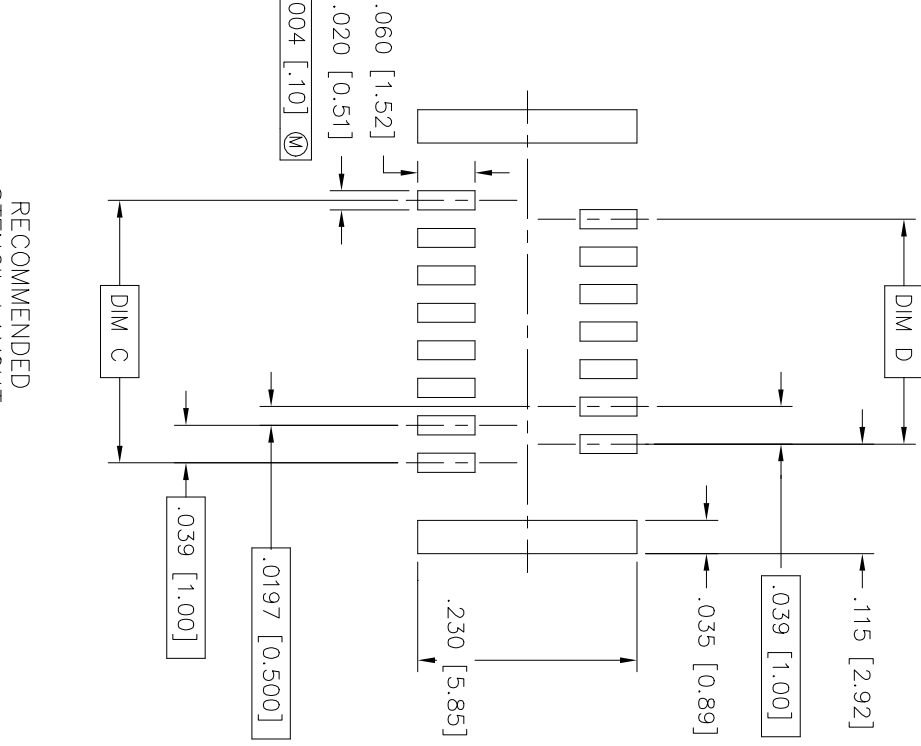 .115 [2.92]
DIM D
.039 [1.00]
.035 [0.89]
.230 [5.85]
.060 [1.52]
.020 [0.51]
004 [.10] Ⓜ
.0197 [0.500]
.039 [1.00]
DIM C
RECOMMENDED